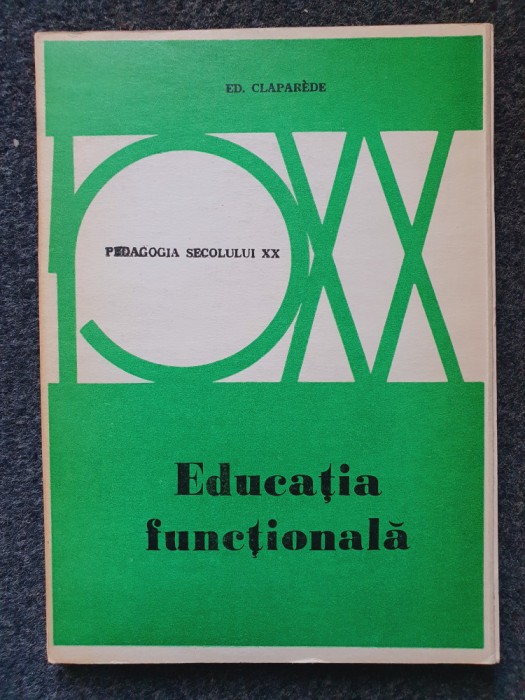 ED. CLAPARÈDE
PEDAGOGIA SECOLULUI XX
Educația
funcțională